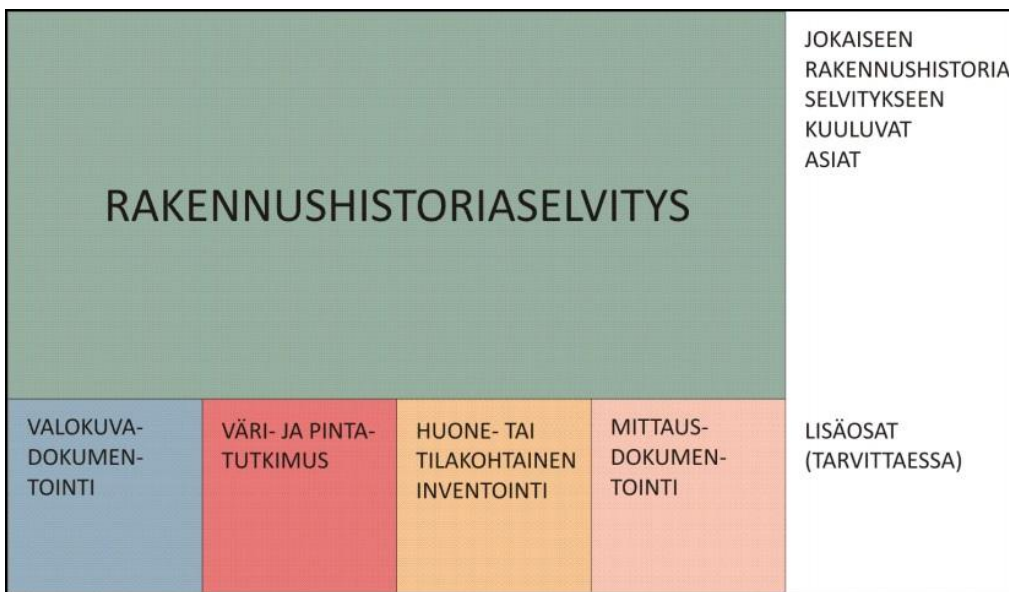 RAKENNUSHISTORIASELVITYS
JOKAISEEN
RAKENNUSHISTORIA
SELVITYKSEEN
KUULUVAT
ASIAT
VALOKUVA-
DOKUMEN-
TOINTI
VÄRI- JA PINTA-
TUTKIMUS
HUONE- TAI
TILAKOHTAINEN
INVENTOINTI
MITTAUS-
DOKUMEN-
TOINTI
LISÄOSAT
(TARVITTAESSA)